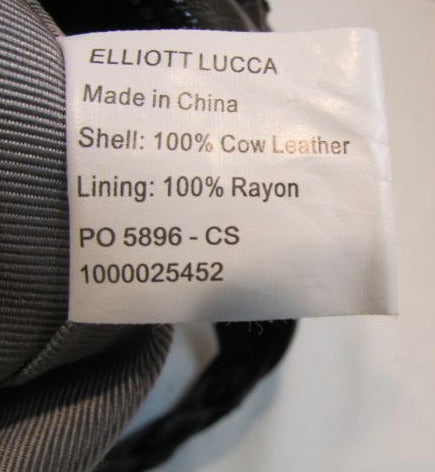 ELLIOTT LUCCA
Made in China
Shell: 100% Cow Leather
Lining: 100% Rayon
PO 5896 - CS
1000025452